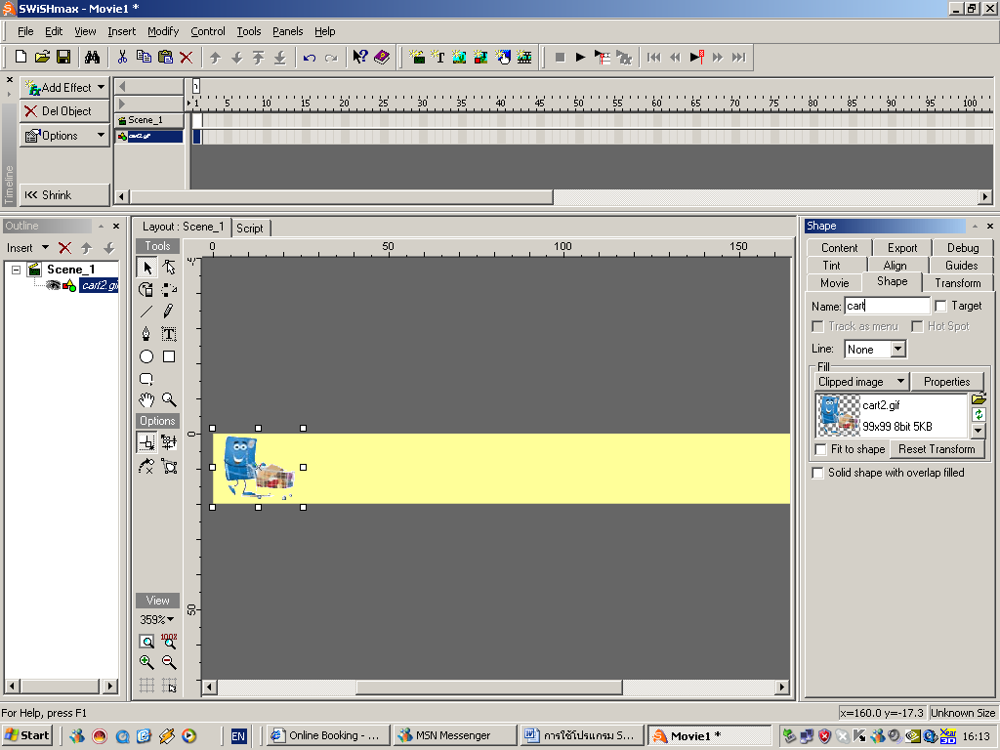 SWiSHmax - Movie1 *
File Edit View Insert Modify Control Tools Panels Help
Add Effect
Del Object
Options
Shrink
Timeline
1 5 10 15 20 25 30 35 40 45 50 55 60 65 70 75 80 85 90 95 100
Scene_1
cart2.gif
Outline
Insert
Scene_1
cart2.gif
Layout : Scene_1 Script
Tools
Options
View
359%
100%
0 50 100 150
0
50
Shape
Content Export Debug
Tint Align Guides
Movie Shape Transform
Name: cart Target
Track as menu Hot Spot
Line: None
Fill
Clipped image Properties
cart2.gif
99x99 8bit 5KB
Fit to shape Reset Transform
Solid shape with overlap filled
For Help, press F1
x=160.0 y=-17.3 Unknown Size
Start EN Online Booking - ... MSN Messenger การใช้โปรแกรม S... Movie1 * 16:13